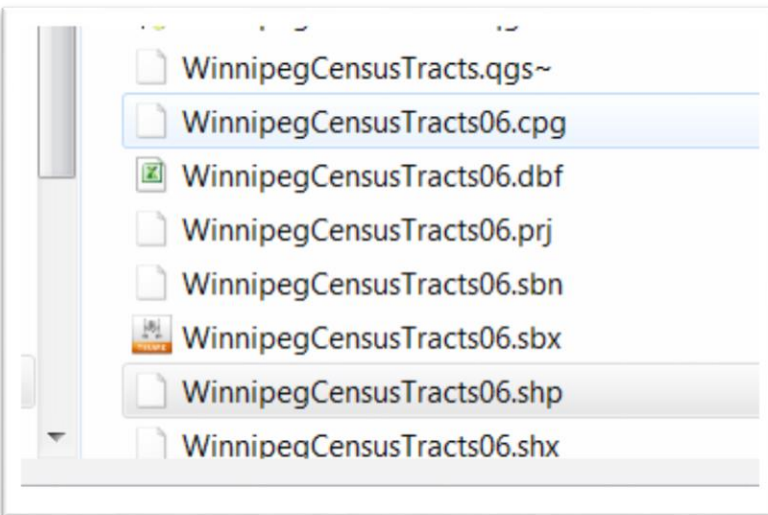 WinnipegCensusTracts.qgs~
WinnipegCensusTracts06.cpg
WinnipegCensusTracts06.dbf
WinnipegCensusTracts06.prj
WinnipegCensusTracts06.sbn
WinnipegCensusTracts06.sbx
WinnipegCensusTracts06.shp
WinnipegCensusTracts06.shx